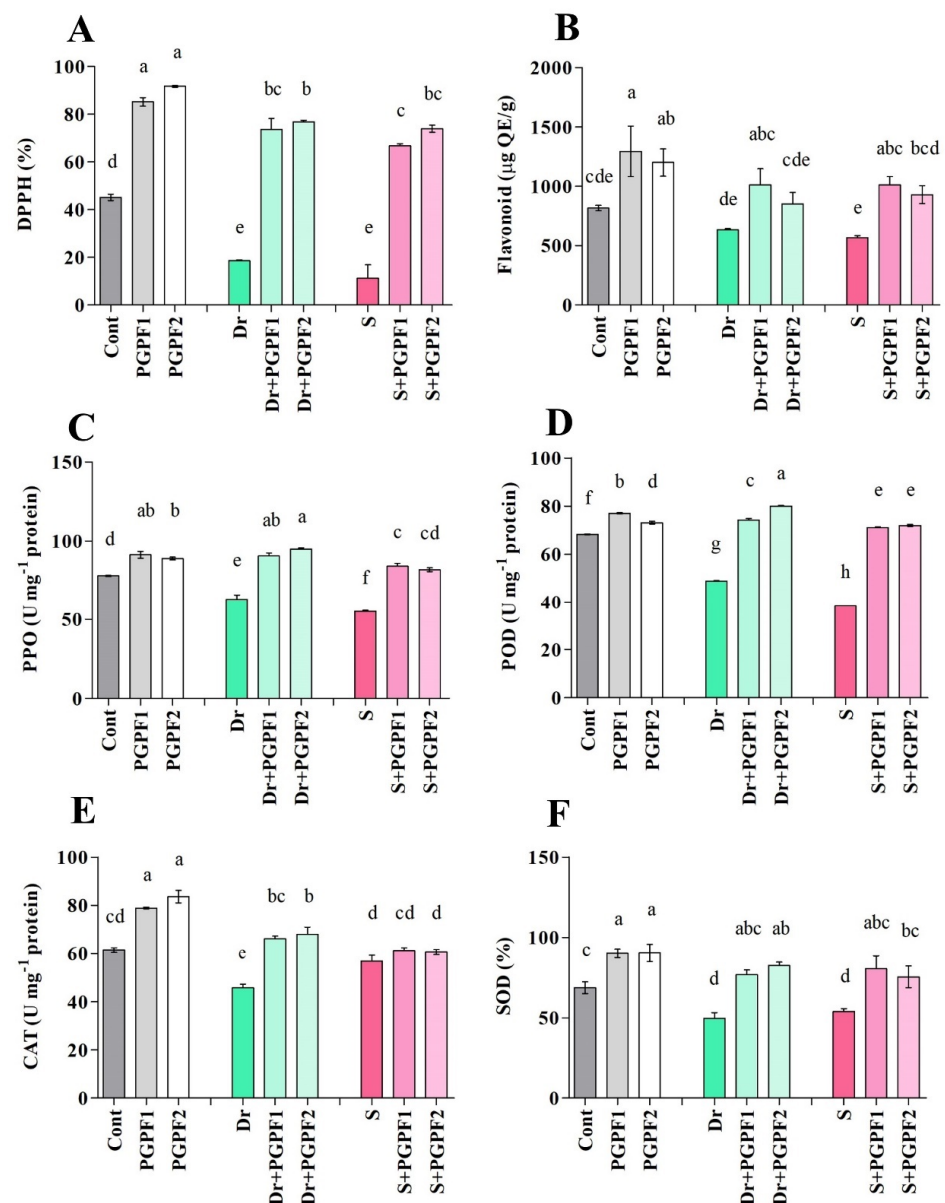 A
DPPH (%)
100
80
60
40
20
0
d
a
a
e
bc
b
e
c
bc
Cont
PGPF1
PGPF2
Dr
Dr+PGPF1
Dr+PGPF2
S
S+PGPF1
S+PGPF2
B
Flavonoid (µg QE/g)
2000
1500
1000
500
0
cde
a
ab
de
abc
cde
e
abc
bcd
Cont
PGPF1
PGPF2
Dr
Dr+PGPF1
Dr+PGPF2
S
S+PGPF1
S+PGPF2
C
PPO (U mg⁻¹ protein)
150
100
50
0
d
ab
b
e
ab
a
f
c
cd
Cont
PGPF1
PGPF2
Dr
Dr+PGPF1
Dr+PGPF2
S
S+PGPF1
S+PGPF2
D
POD (U mg⁻¹ protein)
100
80
60
40
20
0
f
b
d
g
c
a
h
e
e
Cont
PGPF1
PGPF2
Dr
Dr+PGPF1
Dr+PGPF2
S
S+PGPF1
S+PGPF2
E
CAT (U mg⁻¹ protein)
100
80
60
40
20
0
cd
a
a
e
bc
b
d
cd
d
Cont
PGPF1
PGPF2
Dr
Dr+PGPF1
Dr+PGPF2
S
S+PGPF1
S+PGPF2
F
SOD (%)
150
100
50
0
c
a
a
d
abc
ab
d
abc
bc
Cont
PGPF1
PGPF2
Dr
Dr+PGPF1
Dr+PGPF2
S
S+PGPF1
S+PGPF2